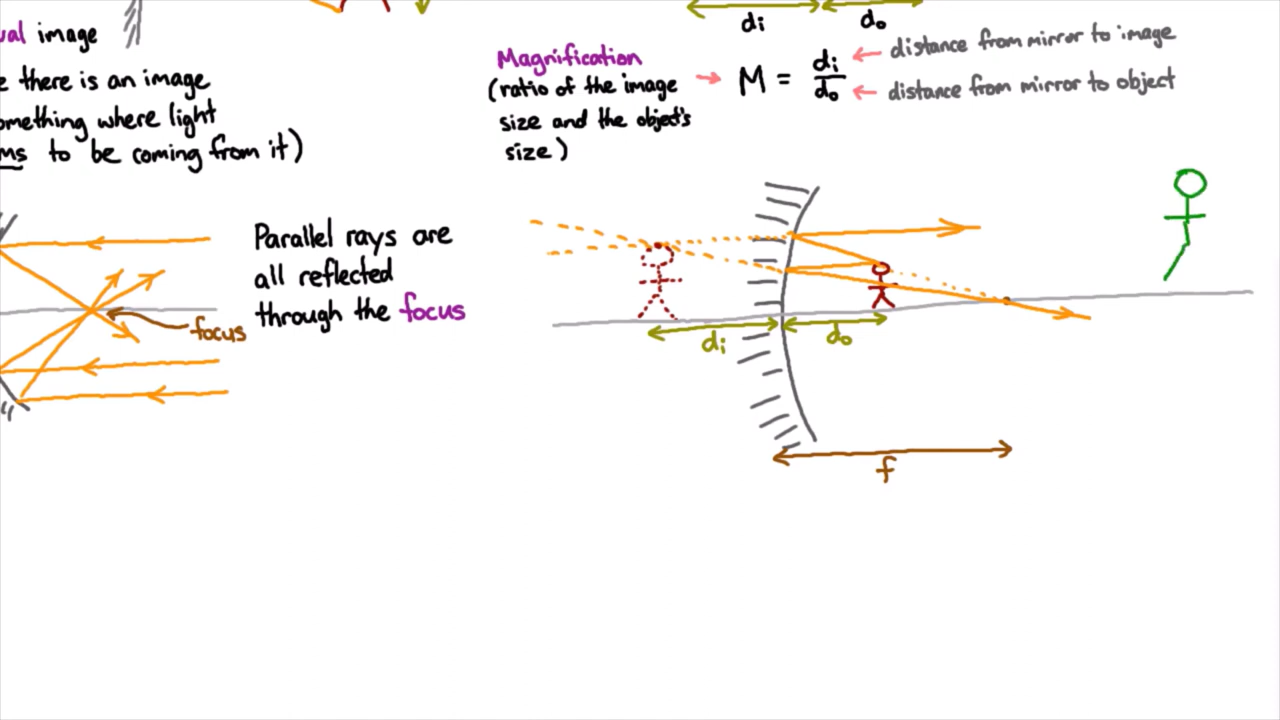 di
do
ual image
e there is an image
omething where light
ms to be coming from it)
Magnification
(ratio of the image
size and the object's
size)
M = di/do
distance from mirror to image
distance from mirror to object
Parallel rays are
all reflected
through the focus
focus
di
do
f